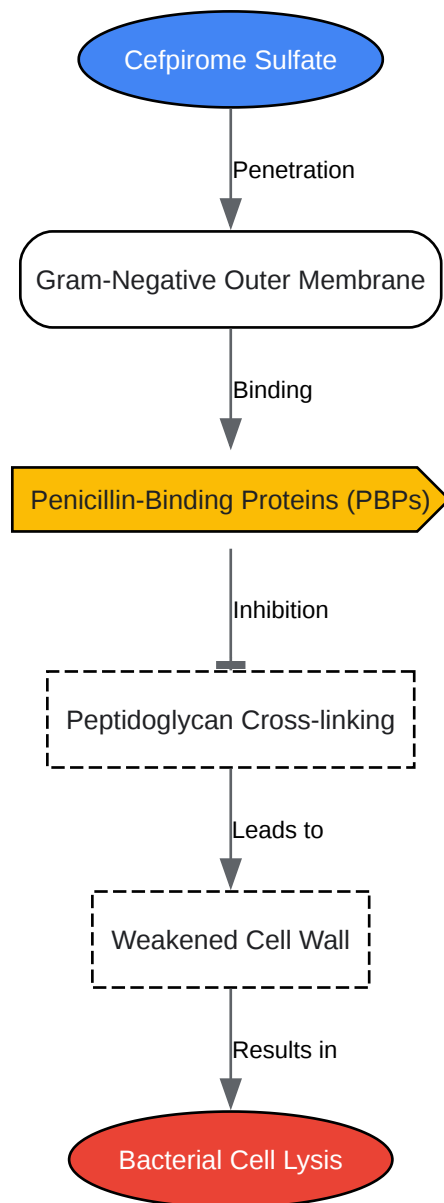 Cefpirome Sulfate
Penetration
Gram-Negative Outer Membrane
Binding
Penicillin-Binding Proteins (PBPs)
Inhibition
Peptidoglycan Cross-linking
Leads to
Weakened Cell Wall
Results in
Bacterial Cell Lysis